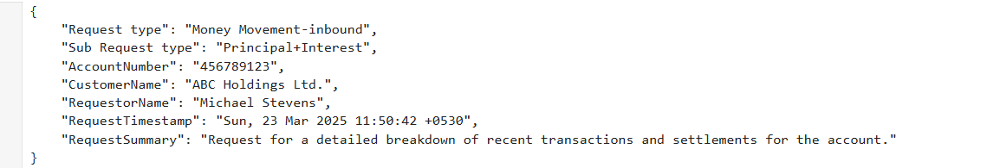 {
"Request type": "Money Movement-inbound",
"Sub Request type": "Principal+Interest",
"AccountNumber": "456789123",
"CustomerName": "ABC Holdings Ltd.",
"RequestorName": "Michael Stevens",
"RequestTimestamp": "Sun, 23 Mar 2025 11:50:42 +0530",
"RequestSummary": "Request for a detailed breakdown of recent transactions and settlements for the account."
}